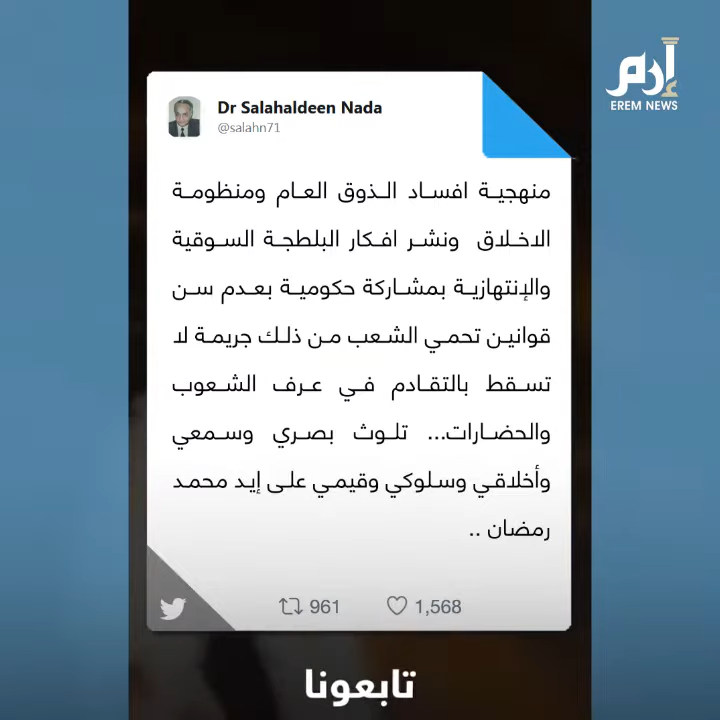 إرم
EREM NEWS
Dr Salahaldeen Nada
@salahn71
منهجية افساد الذوق العام ومنظومة
الاخلاق ونشر افكار البلطجة السوقية
والإنتهازية بمشاركة حكومية بعدم سن
قوانين تحمي الشعب من ذلك جريمة لا
تسقط بالتقادم في عرف الشعوب
والحضارات... تلوث بصري وسمعي
وأخلاقي وسلوكي وقيمي على إيد محمد
رمضان ..
961 1,568
تابعونا